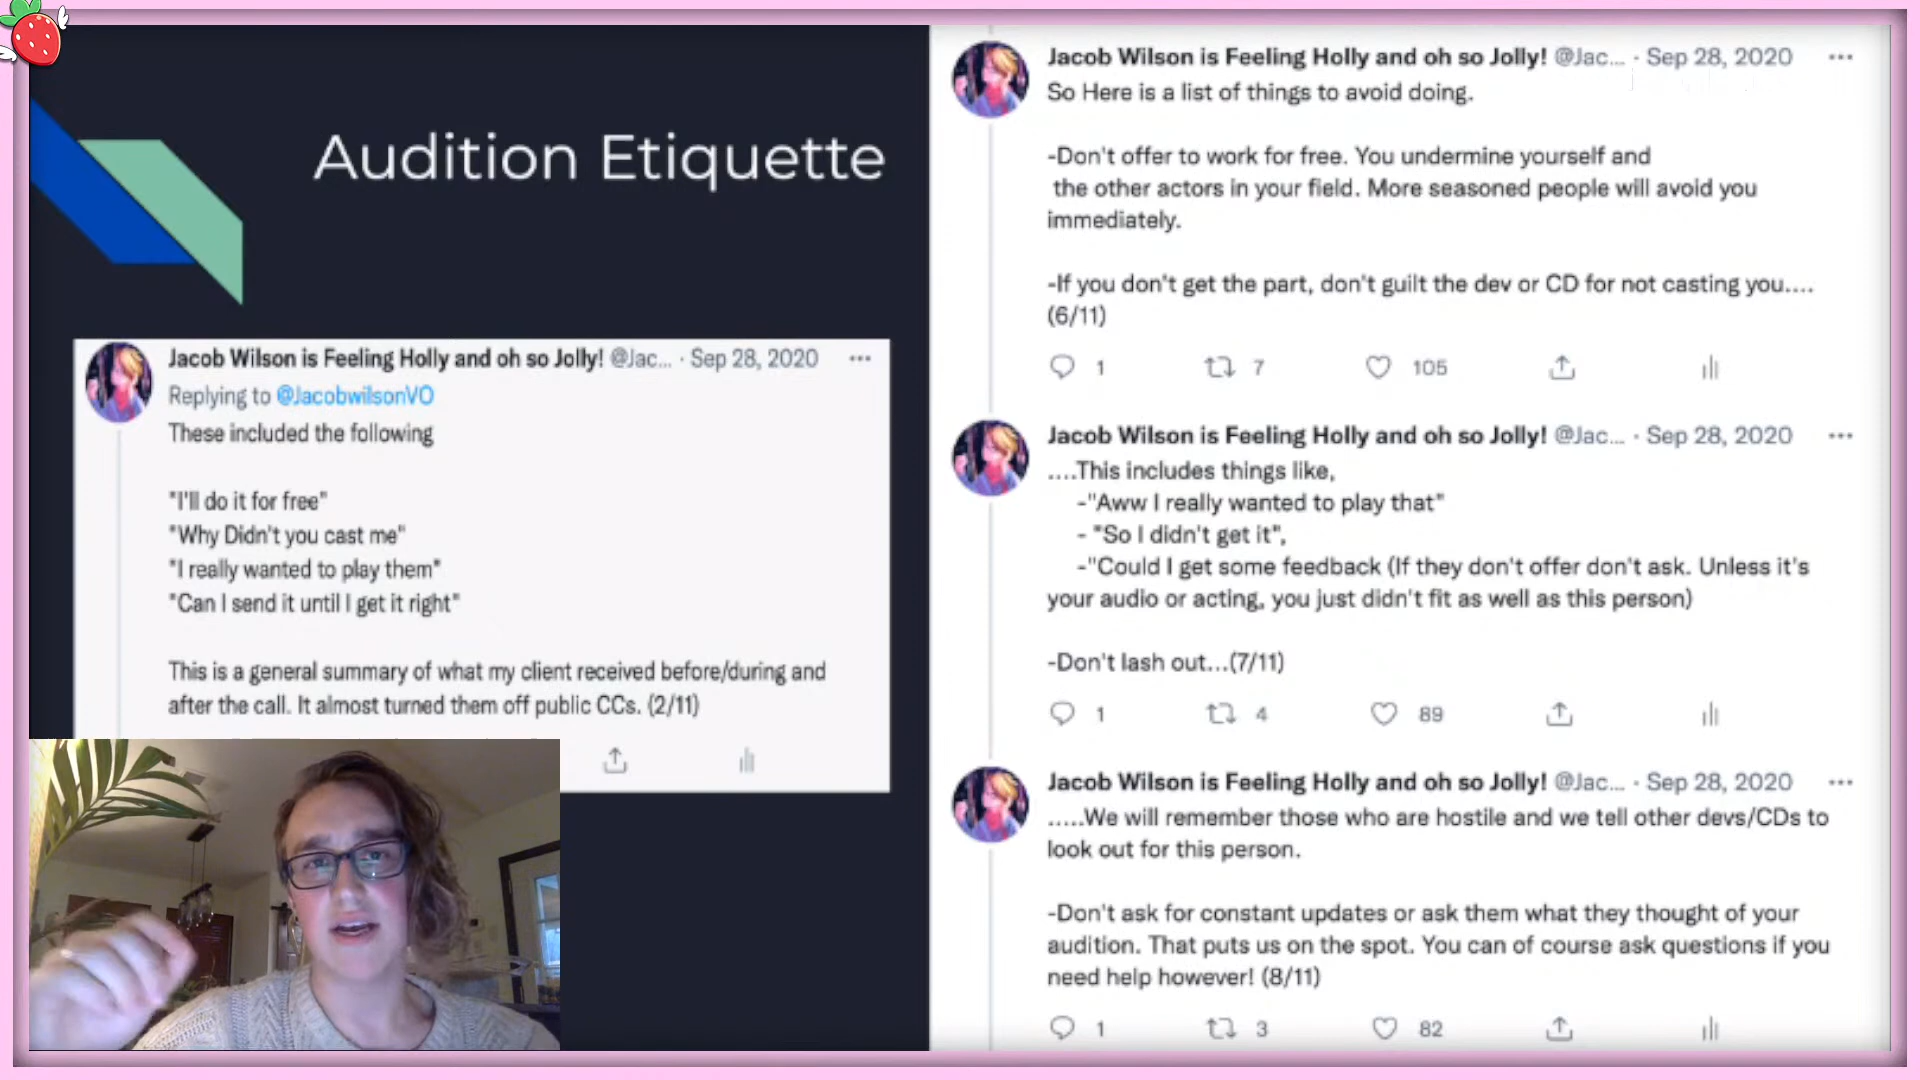 Audition Etiquette
Jacob Wilson is Feeling Holly and oh so Jolly! @Jac... · Sep 28, 2020
Replying to @JacobwilsonVO
These included the following
"I'll do it for free"
"Why Didn't you cast me"
"I really wanted to play them"
"Can I send it until I get it right"
This is a general summary of what my client received before/during and
after the call. It almost turned them off public CCs. (2/11)
Jacob Wilson is Feeling Holly and oh so Jolly! @Jac... · Sep 28, 2020
So Here is a list of things to avoid doing.
-Don't offer to work for free. You undermine yourself and
the other actors in your field. More seasoned people will avoid you
immediately.
-If you don't get the part, don't guilt the dev or CD for not casting you....
(6/11)
1 7 105
Jacob Wilson is Feeling Holly and oh so Jolly! @Jac... · Sep 28, 2020
....This includes things like,
-"Aww I really wanted to play that"
- "So I didn't get it",
-"Could I get some feedback (If they don't offer don't ask. Unless it's
your audio or acting, you just didn't fit as well as this person)
-Don't lash out...(7/11)
1 4 89
Jacob Wilson is Feeling Holly and oh so Jolly! @Jac... · Sep 28, 2020
.....We will remember those who are hostile and we tell other devs/CDs to
look out for this person.
-Don't ask for constant updates or ask them what they thought of your
audition. That puts us on the spot. You can of course ask questions if you
need help however! (8/11)
1 3 82